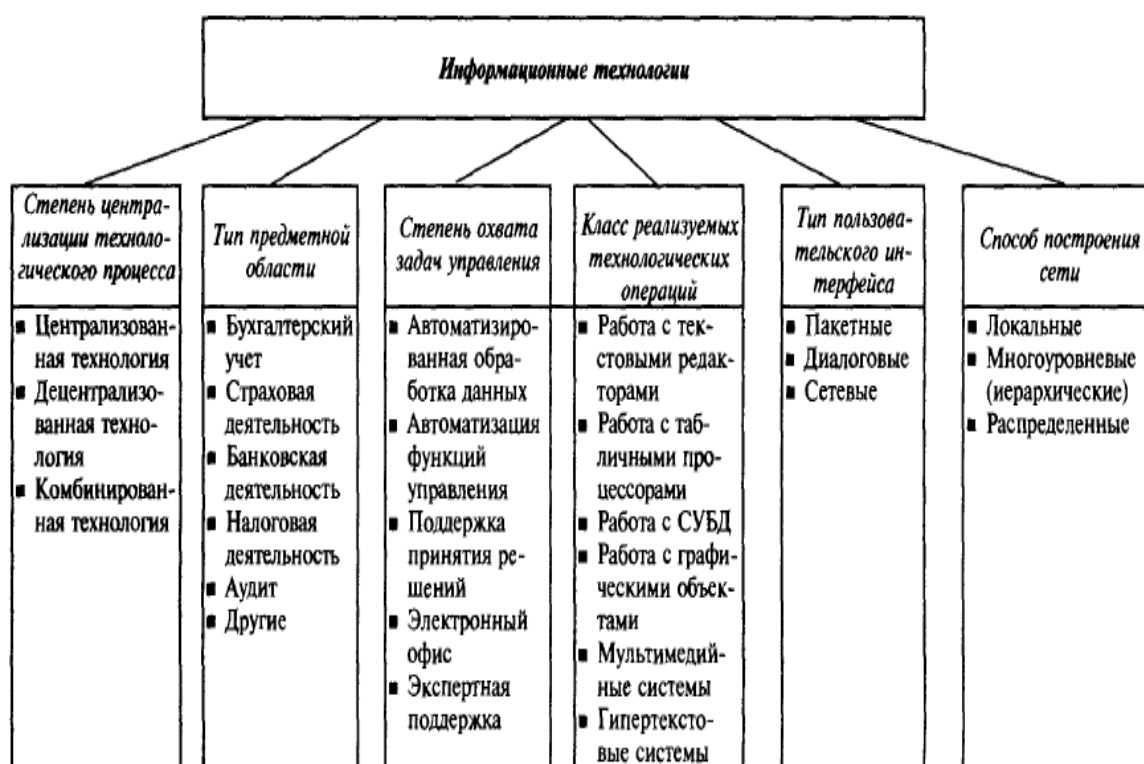 Информационные технологии
Степень центра-
лизации техноло-
гического процесса
■ Централизован-
ная технология
■ Децентрализо-
ванная техно-
логия
■ Комбинирован-
ная технология
Тип предметной
области
■ Бухгалтерский
учет
■ Страховая
деятельность
■ Банковская
деятельность
■ Налоговая
деятельность
■ Аудит
■ Другие
Степень охвата
задач управления
■ Автоматизиро-
ванная обра-
ботка данных
■ Автоматизация
функций
управления
■ Поддержка
принятия ре-
шений
■ Электронный
офис
■ Экспертная
поддержка
Класс реализуемых
технологических
операций
■ Работа с тек-
стовыми редак-
торами
■ Работа с таб-
личными про-
цессорами
■ Работа с СУБД
■ Работа с графи-
ческими объек-
тами
■ Мультимедий-
ные системы
■ Гипертексто-
вые системы
Тип пользова-
тельского ин-
терфейса
■ Пакетные
■ Диалоговые
■ Сетевые
Способ построения
сети
■ Локальные
■ Многоуровневые
(иерархические)
■ Распределенные